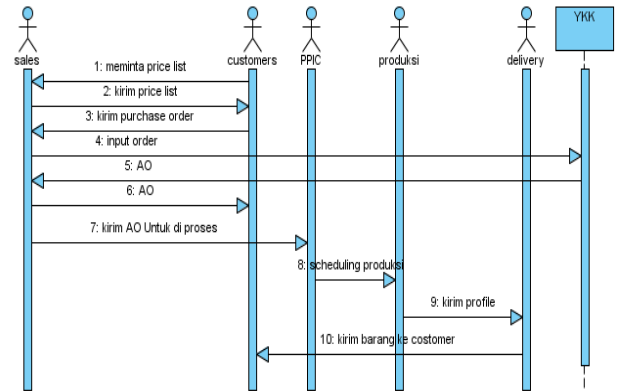 YKK
sales
customers
PPIC
produksi
delivery
1: meminta price list
2: kirim price list
3: kirim purchase order
4: input order
5: AO
6: AO
7: kirim AO Untuk di proses
8: scheduling produksi
9: kirim profile
10: kirim barang ke costomer